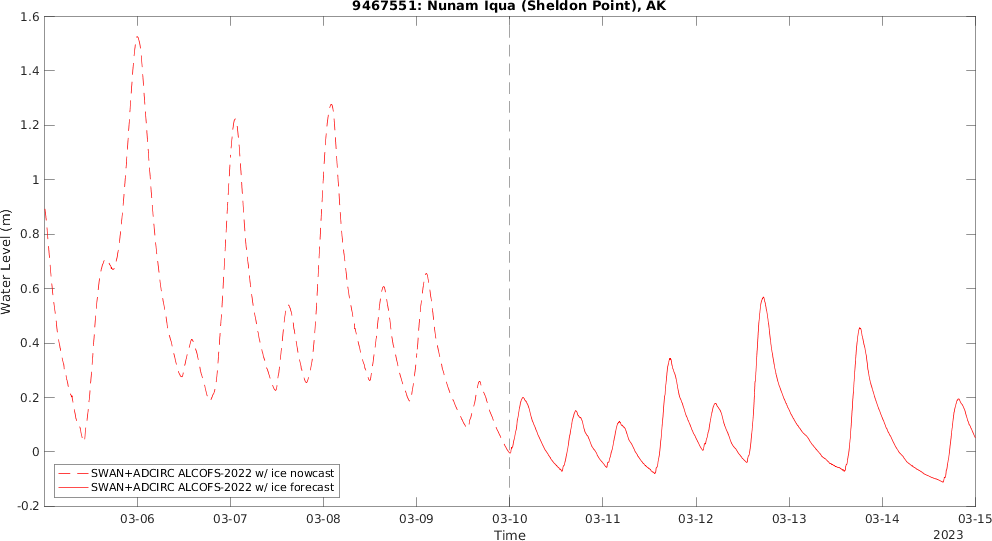 9467551: Nunam Iqua (Sheldon Point), AK
1.6
1.4
1.2
1
0.8
0.6
0.4
0.2
0
-0.2
Water Level (m)
SWAN+ADCIRC ALCOFS-2022 w/ ice nowcast
SWAN+ADCIRC ALCOFS-2022 w/ ice forecast
03-06 03-07 03-08 03-09 03-10 03-11 03-12 03-13 03-14 03-15
Time
2023